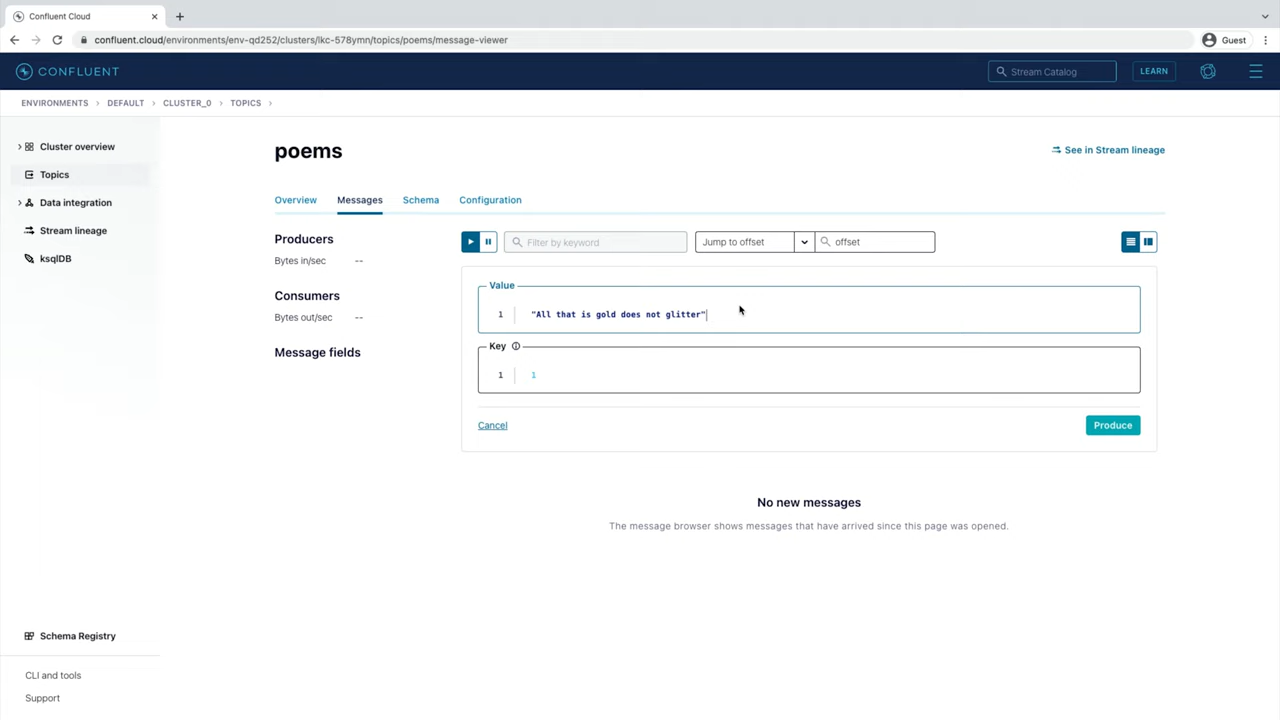 Confluent Cloud
confluent.cloud/environments/env-qd252/clusters/lkc-578ymn/topics/poems/message-viewer
Guest
CONFLUENT
Stream Catalog
LEARN
ENVIRONMENTS > DEFAULT > CLUSTER_0 > TOPICS >
Cluster overview
Topics
Data integration
Stream lineage
ksqlDB
Schema Registry
CLI and tools
Support
poems
See in Stream lineage
Overview Messages Schema Configuration
Producers
Bytes in/sec --
Consumers
Bytes out/sec --
Message fields
Filter by keyword
Jump to offset
offset
Value
1 "All that is gold does not glitter"
Key
1 1
Cancel
Produce
No new messages
The message browser shows messages that have arrived since this page was opened.